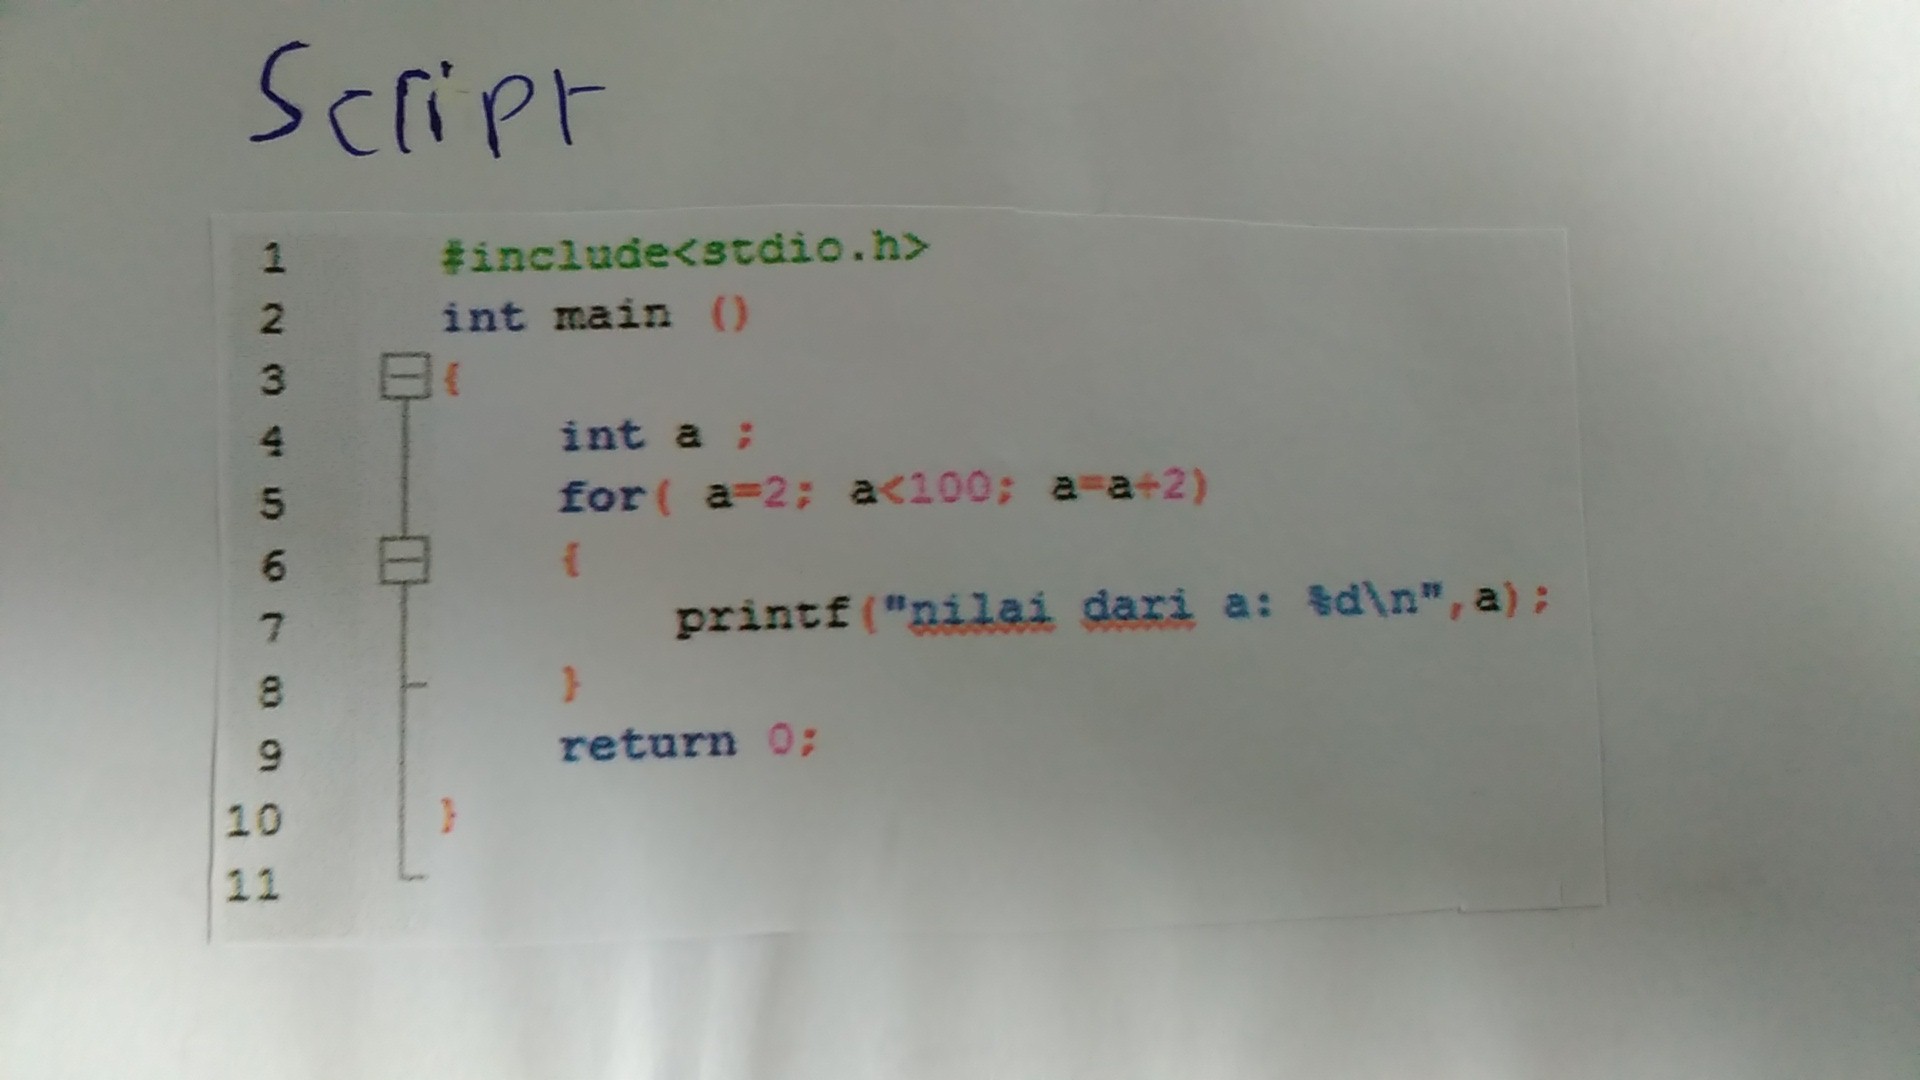 Script
1 #include<stdio.h>
2 int main ()
3 {
4 int a ;
5 for( a=2; a<100; a=a+2)
6 {
7 printf("nilai dari a: %d\n",a);
8 }
9 return 0;
10 }
11